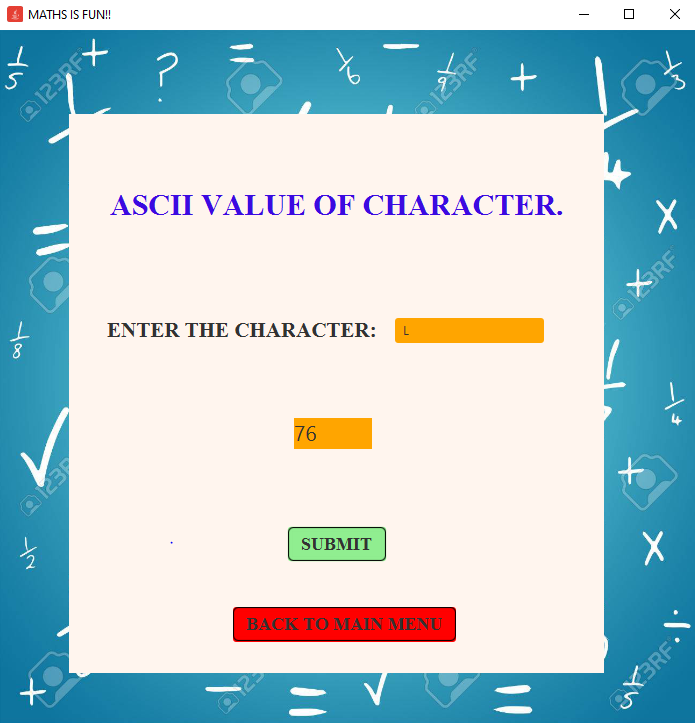 MATHS IS FUN!!
ASCII VALUE OF CHARACTER.
ENTER THE CHARACTER: L
76
SUBMIT
BACK TO MAIN MENU